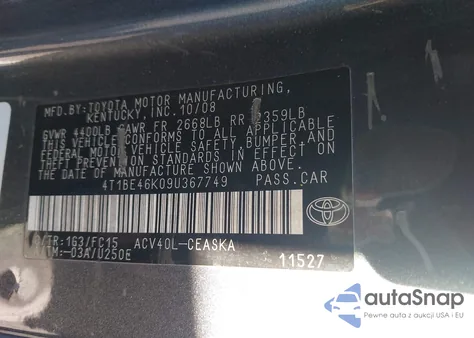 MFD.BY:TOYOTA MOTOR MANUFACTURING,
KENTUCKY, INC. 10/08
GVWR 4400LB GAWR FR 2668LB RR 2359LB
THIS VEHICLE CONFORMS TO ALL APPLICABLE
FEDERAL MOTOR VEHICLE SAFETY, BUMPER, AND
THEFT PREVENTION STANDARDS IN EFFECT ON THE
DATE OF MANUFACTURE SHOWN ABOVE.
4T1BE46K09U367749 PASS.CAR
C/TR:1G3/FC15 ACV40L-CEASKA
A/TM:-03A/U250E 11527
TOYOTA
autaSnap
Pewne auta z USA i EU